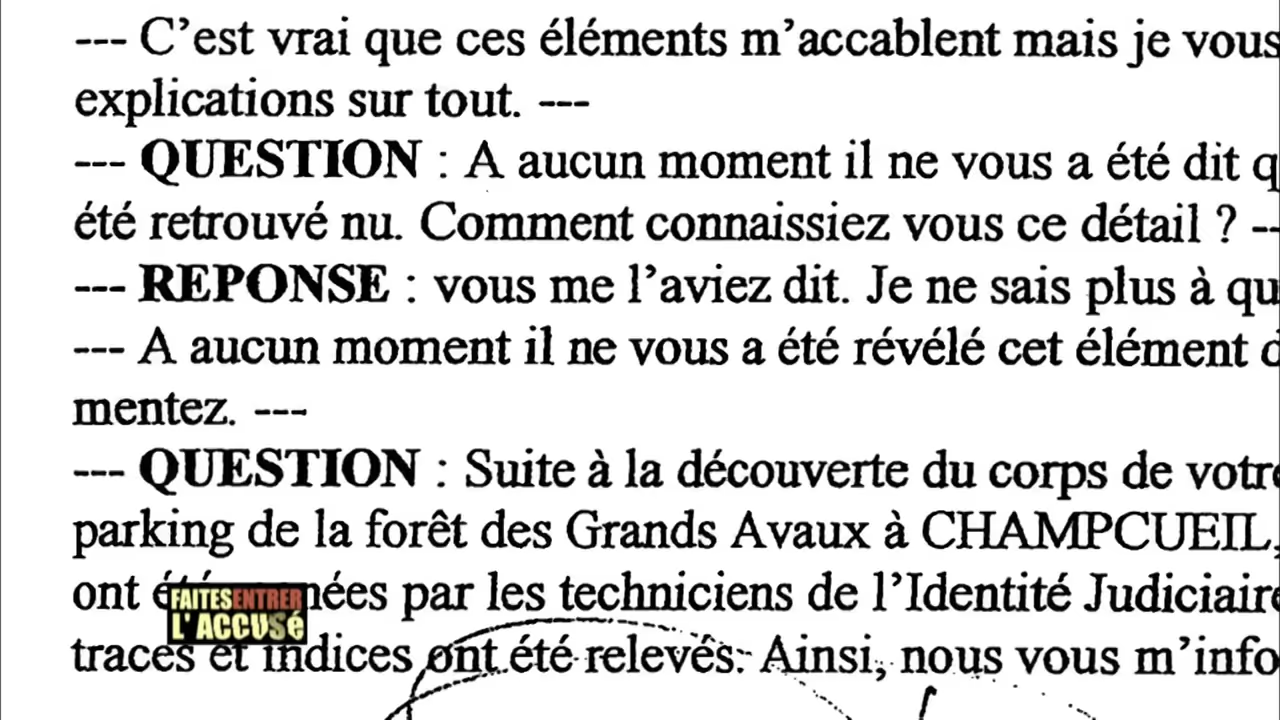 --- C’est vrai que ces éléments m’accablent mais je vous
explications sur tout. ---
--- QUESTION : A aucun moment il ne vous a été dit q
été retrouvé nu. Comment connaissiez vous ce détail ? --
--- REPONSE : vous me l’aviez dit. Je ne sais plus à qu
--- A aucun moment il ne vous a été révélé cet élément d
mentez. ---
--- QUESTION : Suite à la découverte du corps de votre
parking de la forêt des Grands Avaux à CHAMPCUEIL,
ont nées par les techniciens de l’Identité Judiciaire
FAITES ENTRER
L'ACCUSé
traces et indices ont été relevés. Ainsi, nous vous m’info